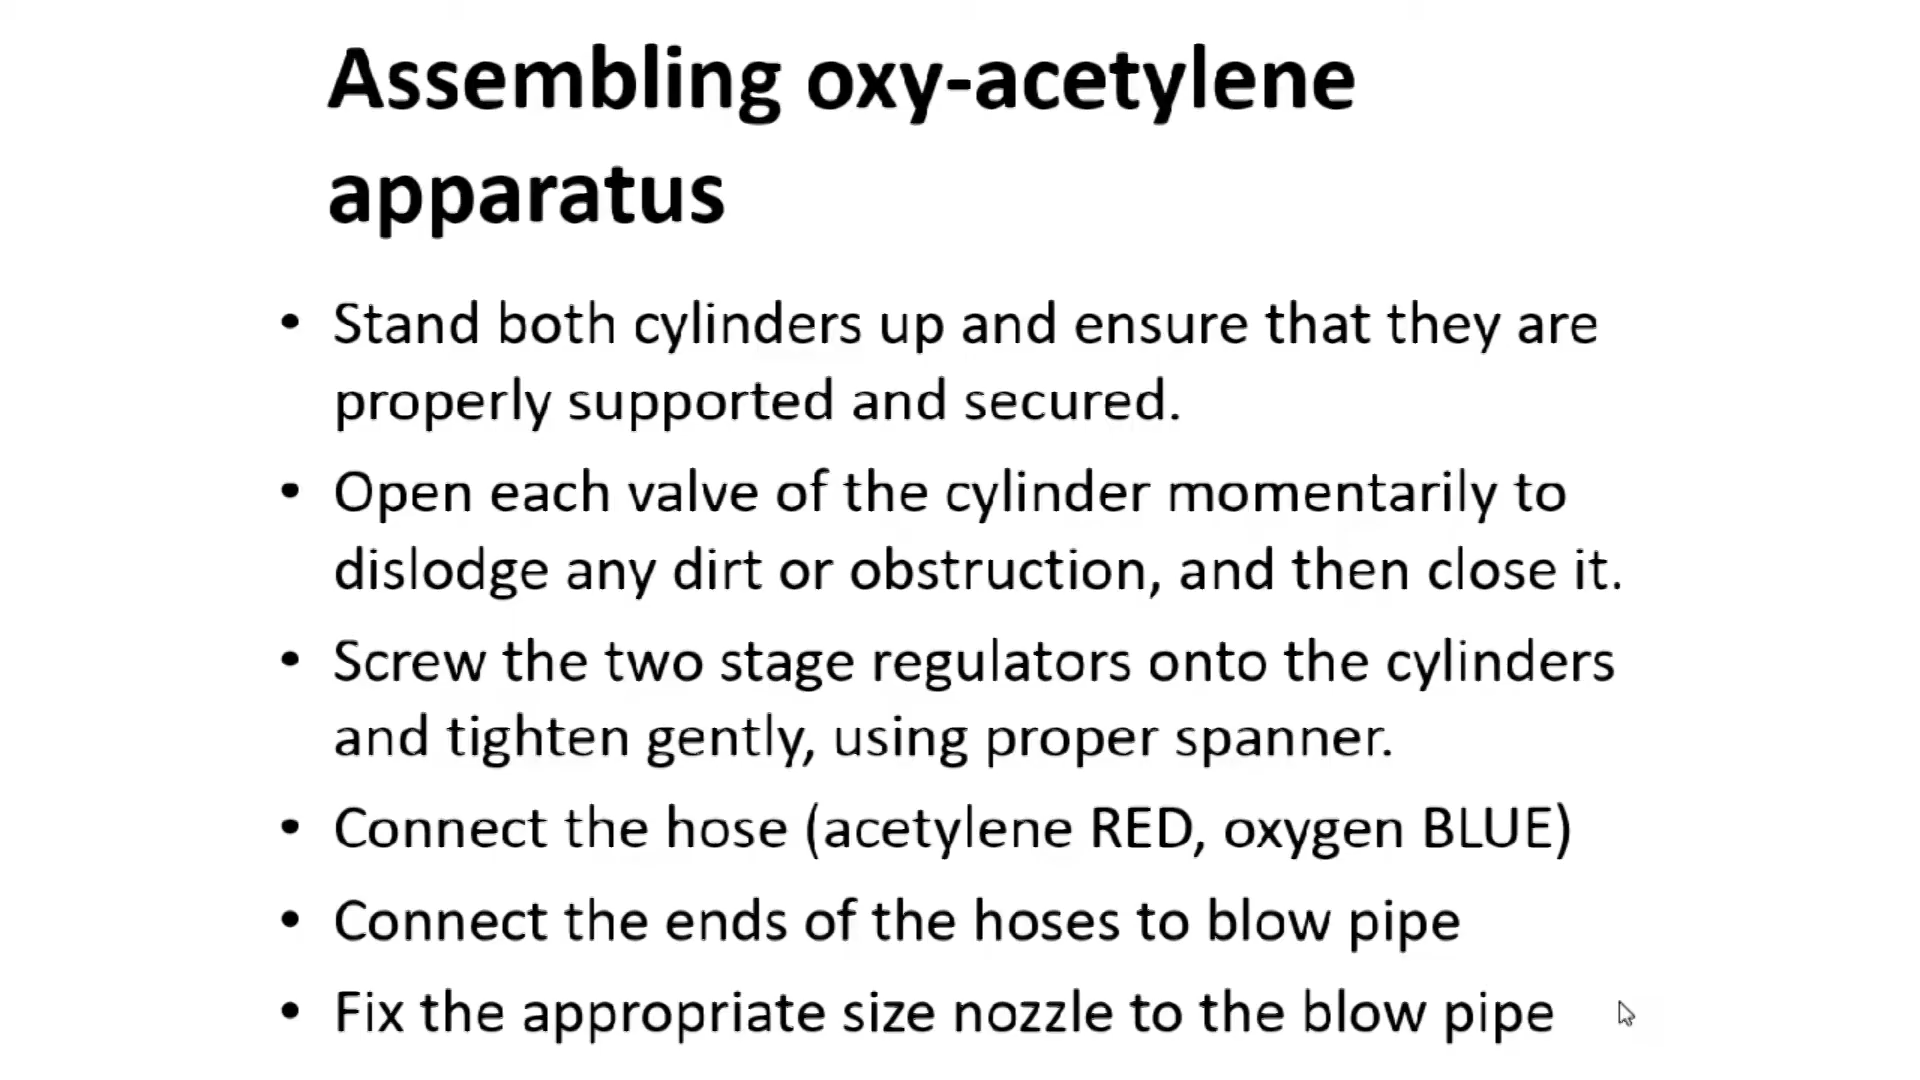 Assembling oxy-acetylene
apparatus
• Stand both cylinders up and ensure that they are
properly supported and secured.
• Open each valve of the cylinder momentarily to
dislodge any dirt or obstruction, and then close it.
• Screw the two stage regulators onto the cylinders
and tighten gently, using proper spanner.
• Connect the hose (acetylene RED, oxygen BLUE)
• Connect the ends of the hoses to blow pipe
• Fix the appropriate size nozzle to the blow pipe